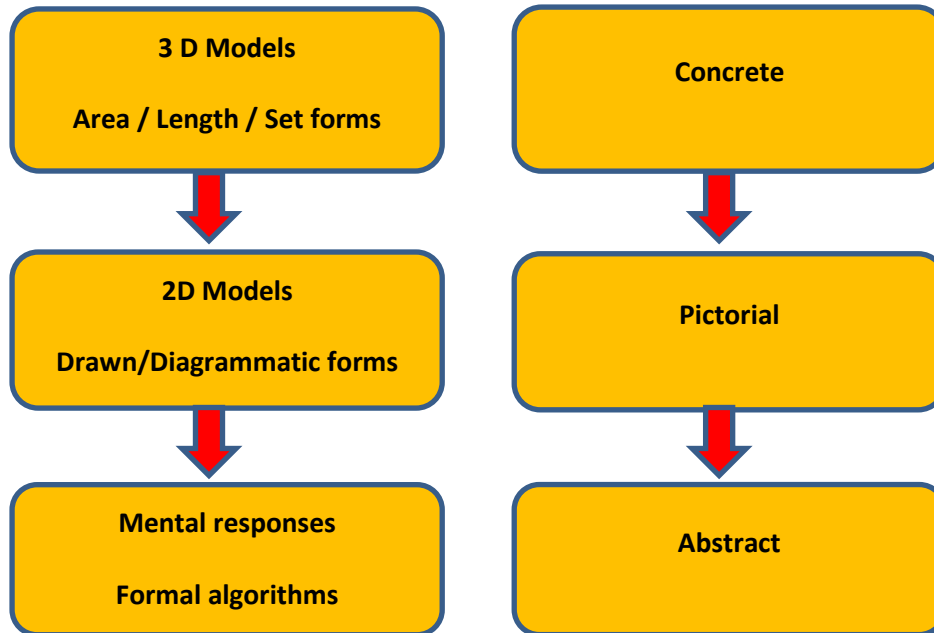 3 D Models
Area / Length / Set forms
Concrete
2D Models
Drawn/Diagrammatic forms
Pictorial
Mental responses
Formal algorithms
Abstract